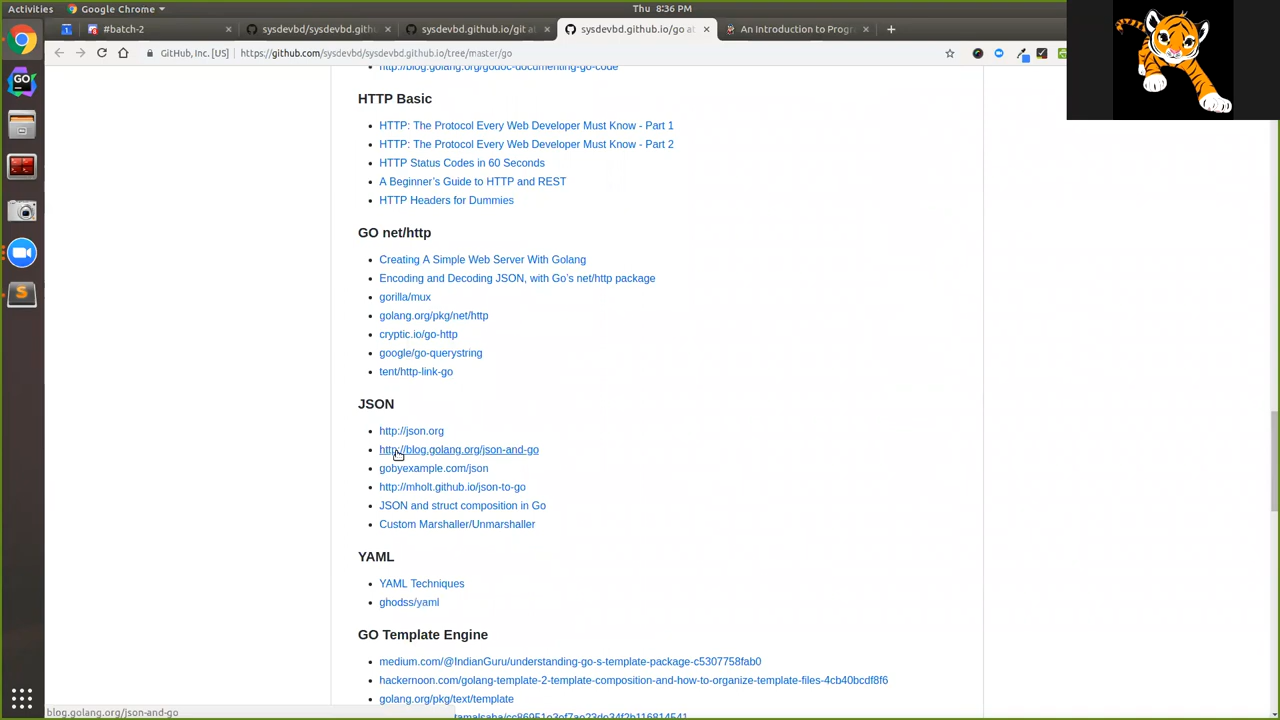 Activities Google Chrome Thu 8:36 PM
#batch-2 sysdevbd/sysdevbd.githu sysdevbd.github.io/git at sysdevbd.github.io/go at An Introduction to Progr
GitHub, Inc. [US] https://github.com/sysdevbd/sysdevbd.github.io/tree/master/go
http://blog.golang.org/godoc-documenting-go-code
HTTP Basic
HTTP: The Protocol Every Web Developer Must Know - Part 1
HTTP: The Protocol Every Web Developer Must Know - Part 2
HTTP Status Codes in 60 Seconds
A Beginner’s Guide to HTTP and REST
HTTP Headers for Dummies
GO net/http
Creating A Simple Web Server With Golang
Encoding and Decoding JSON, with Go’s net/http package
gorilla/mux
golang.org/pkg/net/http
cryptic.io/go-http
google/go-querystring
tent/http-link-go
JSON
http://json.org
http://blog.golang.org/json-and-go
gobyexample.com/json
http://mholt.github.io/json-to-go
JSON and struct composition in Go
Custom Marshaller/Unmarshaller
YAML
YAML Techniques
ghodss/yaml
GO Template Engine
medium.com/@IndianGuru/understanding-go-s-template-package-c5307758fab0
hackernoon.com/golang-template-2-template-composition-and-how-to-organize-template-files-4cb40bcdf8f6
golang.org/pkg/text/template
blog.golang.org/json-and-go